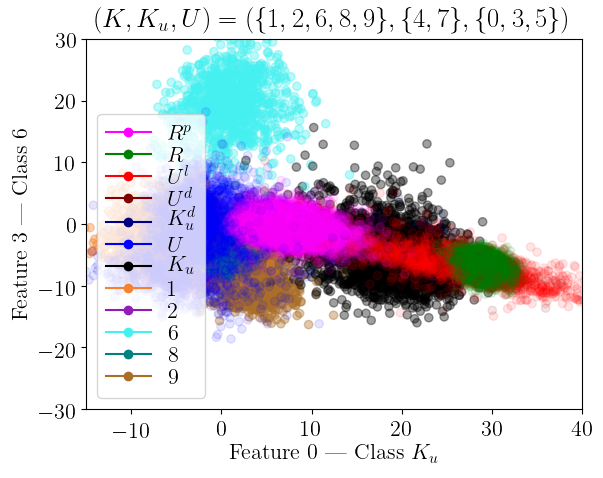 (K, K_u, U) = ({1, 2, 6, 8, 9}, {4, 7}, {0, 3, 5})
30
20
10
0
−10
−20
−30
Feature 3 — Class 6
R^p
R
U^l
U^d
K_u^d
U
K_u
1
2
6
8
9
−10
0
10
20
30
40
Feature 0 — Class K_u